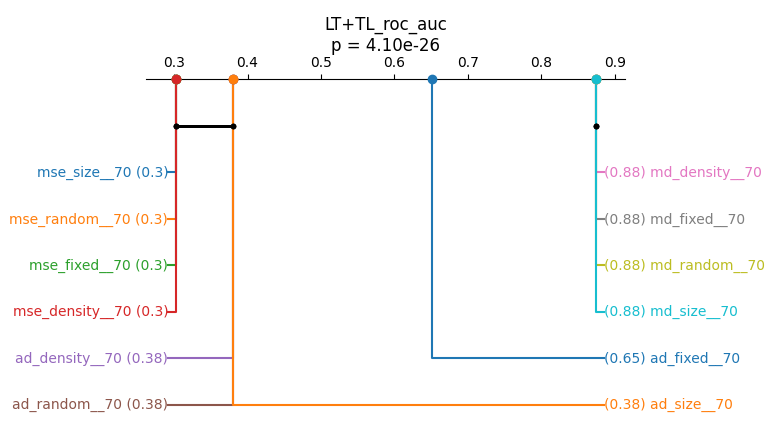 LT+TL_roc_auc
p = 4.10e-26
0.3 0.4 0.5 0.6 0.7 0.8 0.9
mse_size__70 (0.3)
(0.88) md_density__70
mse_random__70 (0.3)
(0.88) md_fixed__70
mse_fixed__70 (0.3)
(0.88) md_random__70
mse_density__70 (0.3)
(0.88) md_size__70
ad_density__70 (0.38)
(0.65) ad_fixed__70
ad_random__70 (0.38)
(0.38) ad_size__70